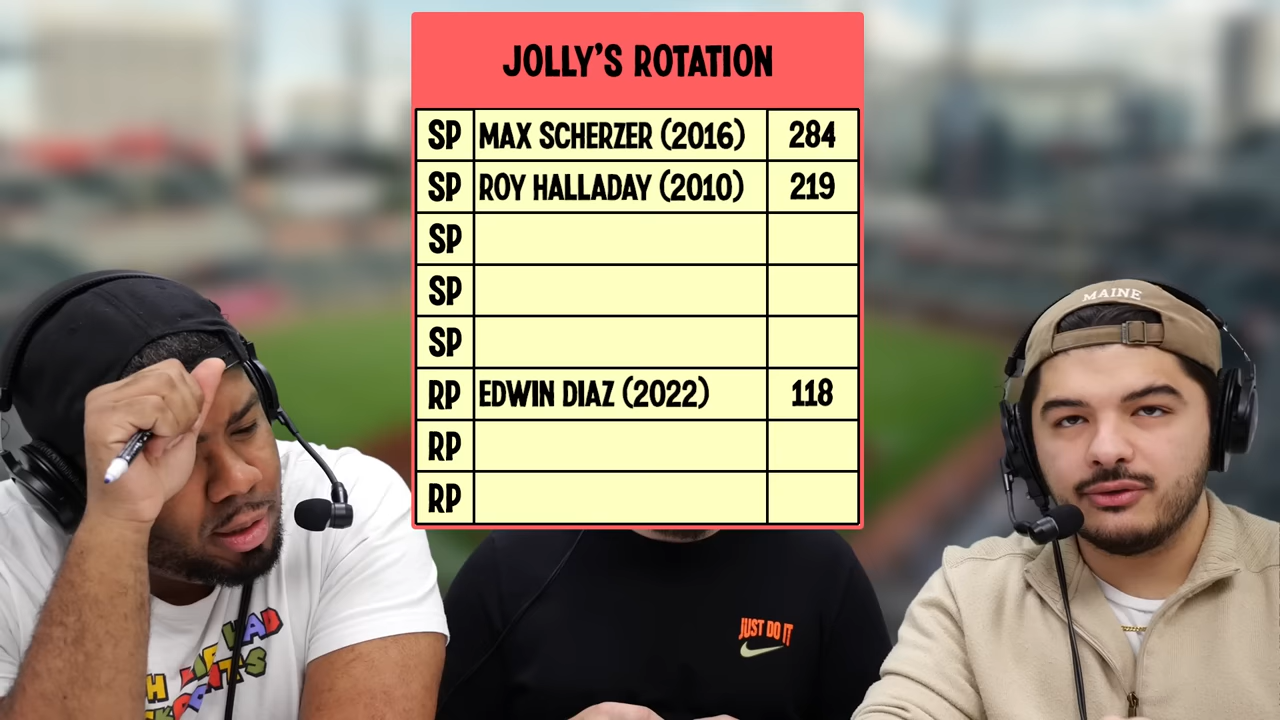 JOLLY'S ROTATION
SP MAX SCHERZER (2016) 284
SP ROY HALLADAY (2010) 219
SP
SP
SP
RP EDWIN DIAZ (2022) 118
RP
RP
MAINE
JUST DO IT